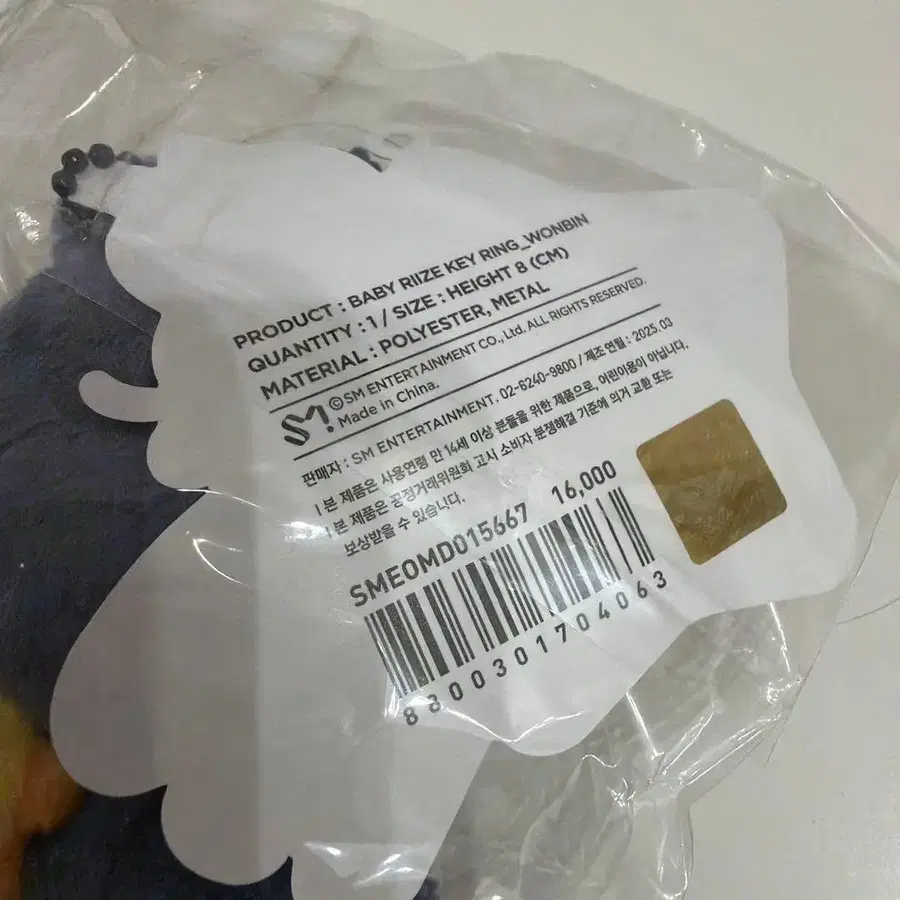 PRODUCT : BABY RIIZE KEY RING_WONBIN
QUANTITY : 1 / SIZE : HEIGHT 8 (CM)
MATERIAL : POLYESTER, METAL
SM! ©SM ENTERTAINMENT CO., Ltd. ALL RIGHTS RESERVED.
Made in China.
판매자 : SM ENTERTAINMENT. 02-6240-9800 / 제조연월 : 2025.03
l 본 제품은 사용연령 만 14세 이상 분들을 위한 제품으로, 어린이용이 아닙니다.
l 본 제품은 공정거래위원회 고시 소비자 분쟁해결 기준에 의거 교환 또는
보상받을 수 있습니다.
SMEOMD015667 16,000
8800301704063